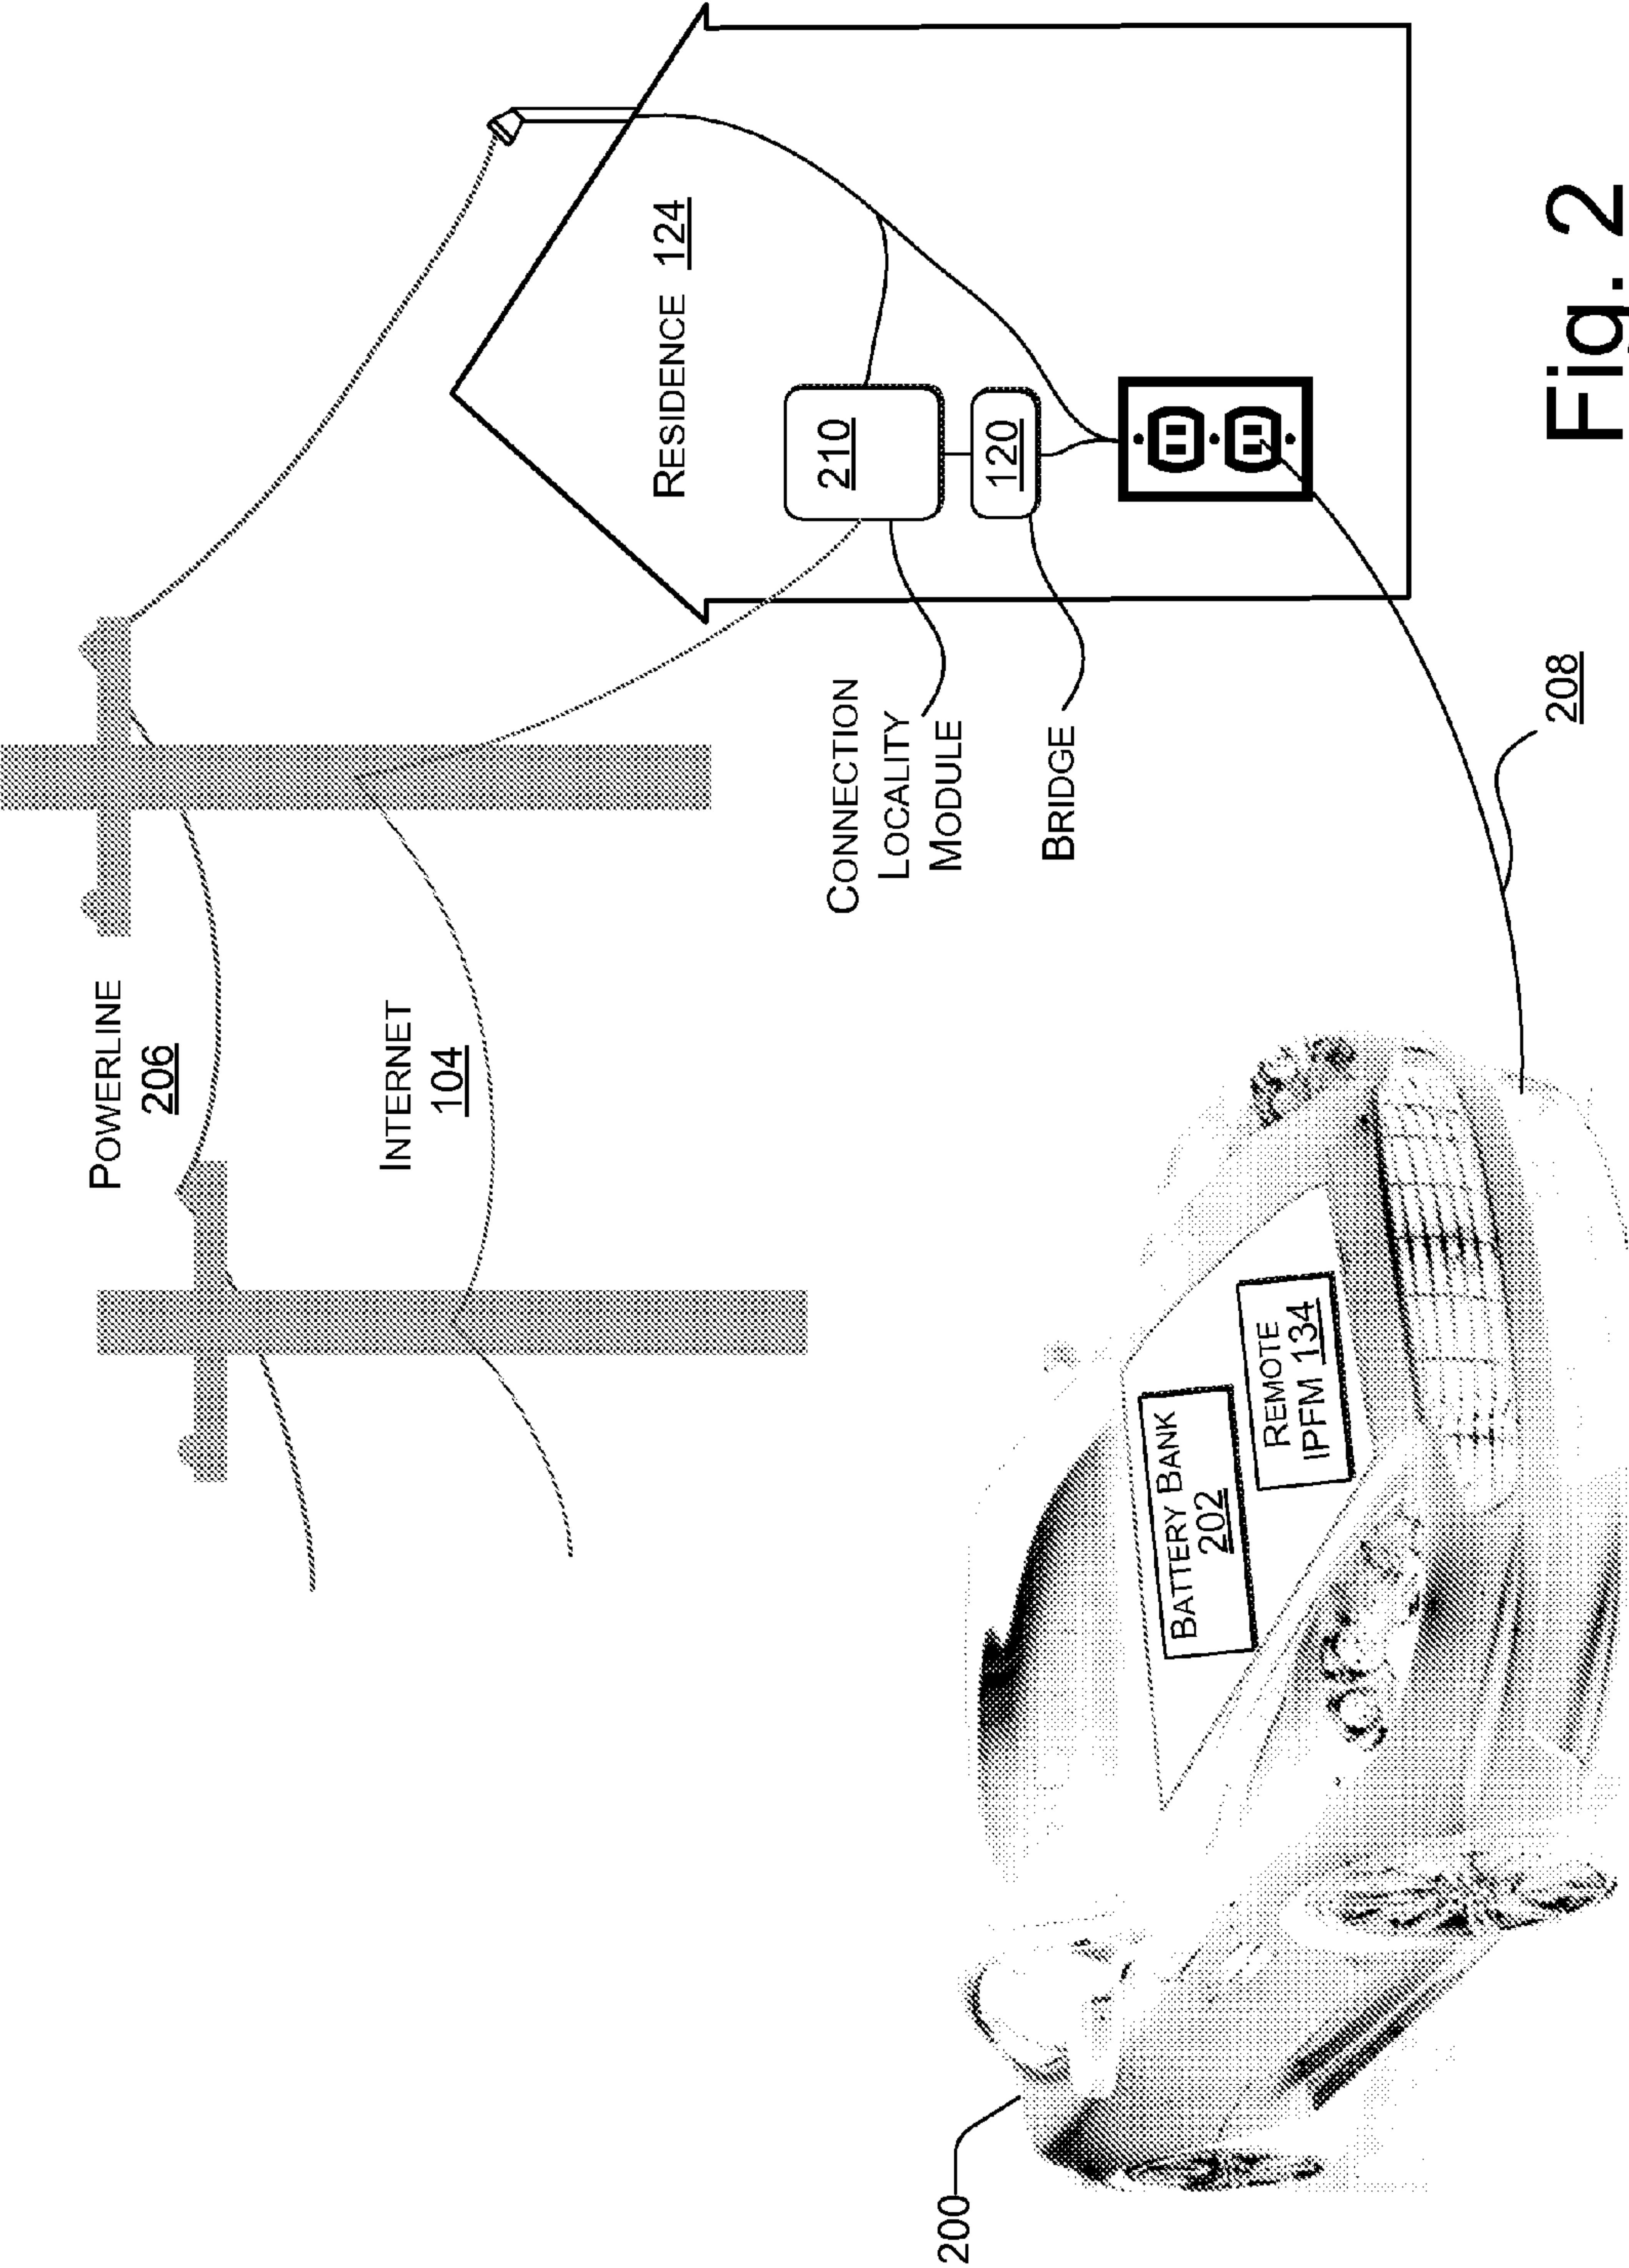 POWERLINE
206
INTERNET
104
RESIDENCE 124
CONNECTION
LOCALITY
MODULE
210
BRIDGE
120
200
BATTERY BANK
202
REMOTE
IPFM 134
208
Fig. 2